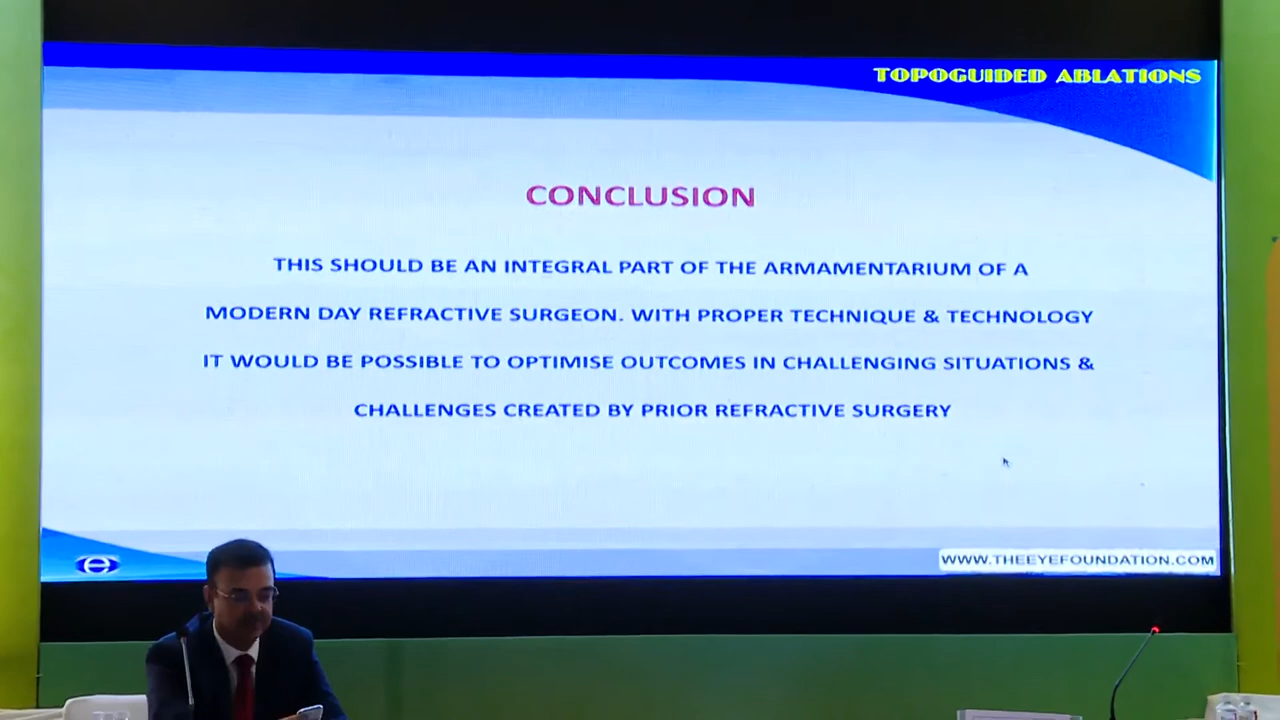 TOPOGUIDED ABLATIONS
CONCLUSION
THIS SHOULD BE AN INTEGRAL PART OF THE ARMAMENTARIUM OF A
MODERN DAY REFRACTIVE SURGEON. WITH PROPER TECHNIQUE & TECHNOLOGY
IT WOULD BE POSSIBLE TO OPTIMISE OUTCOMES IN CHALLENGING SITUATIONS &
CHALLENGES CREATED BY PRIOR REFRACTIVE SURGERY
e
WWW.THEEYEFOUNDATION.COM